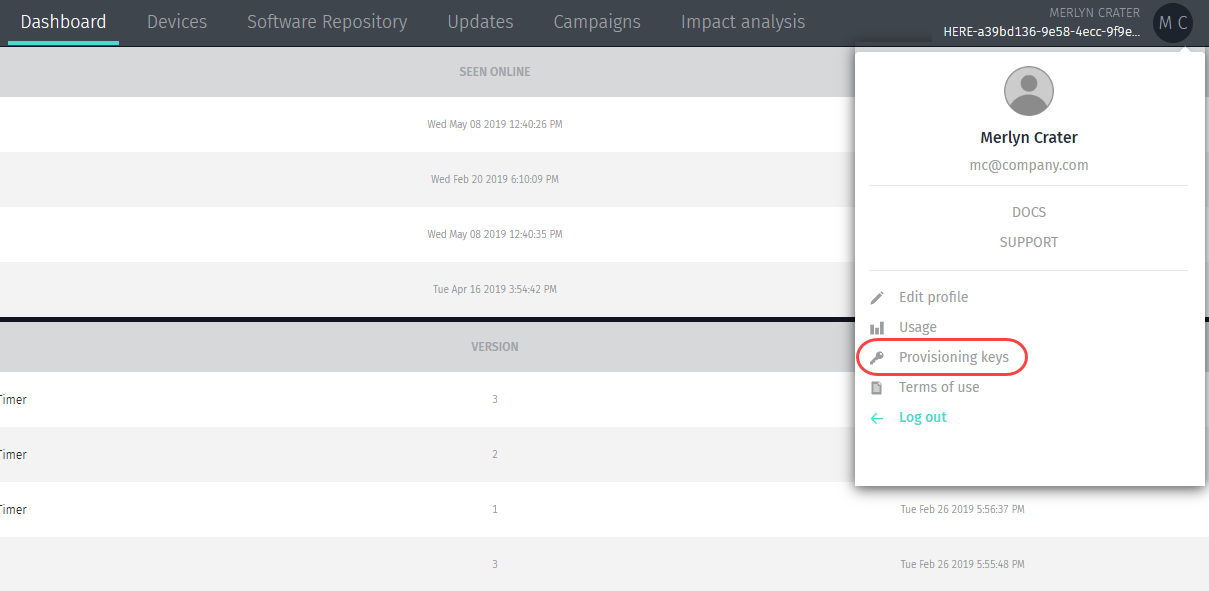 Dashboard
Devices
Software Repository
Updates
Campaigns
Impact analysis
MERLYN CRATER
HERE-a39bd136-9e58-4ecc-9f9e...
M C
SEEN ONLINE
Wed May 08 2019 12:40:26 PM
Wed Feb 20 2019 6:10:09 PM
Wed May 08 2019 12:40:35 PM
Tue Apr 16 2019 3:54:42 PM
Merlyn Crater
mc@company.com
DOCS
SUPPORT
Edit profile
Usage
Provisioning keys
Terms of use
Log out
VERSION
Timer 3
Timer 2
Timer 1 Tue Feb 26 2019 5:56:37 PM
3 Tue Feb 26 2019 5:55:48 PM